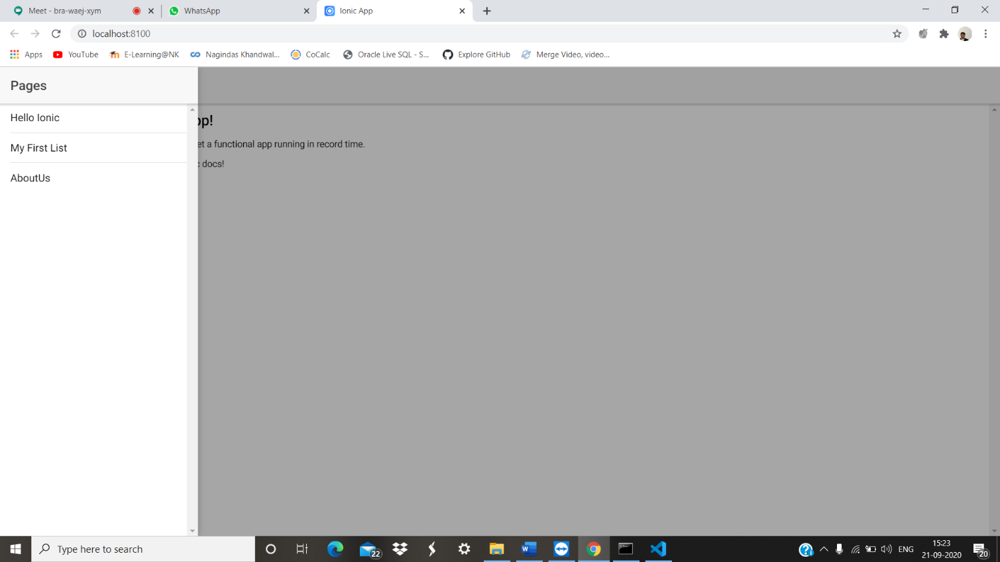 Meet - bra-waej-xym
WhatsApp
Ionic App
localhost:8100
Apps
YouTube
E-Learning@NK
Nagindas Khandwal...
CoCalc
Oracle Live SQL - S...
Explore GitHub
Merge Video, video...
Pages
Hello Ionic
My First List
AboutUs
pp!
et a functional app running in record time.
c docs!
Type here to search
22
ENG
15:23
21-09-2020
20